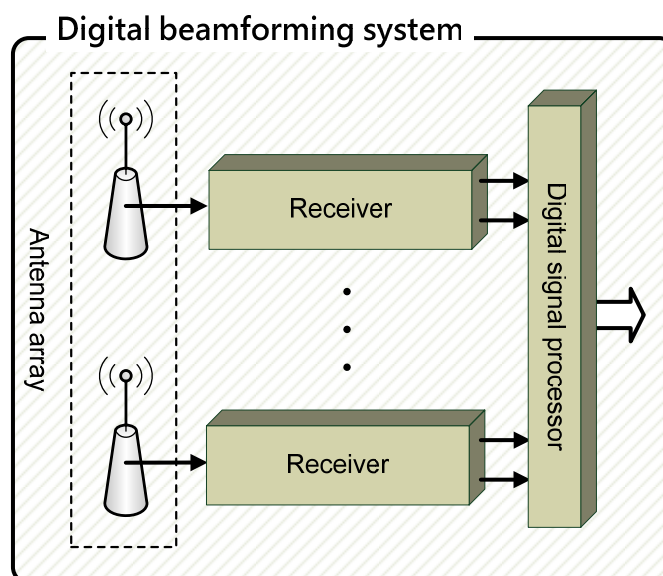 Digital beamforming system
Antenna array
Receiver
Digital signal processor
Receiver